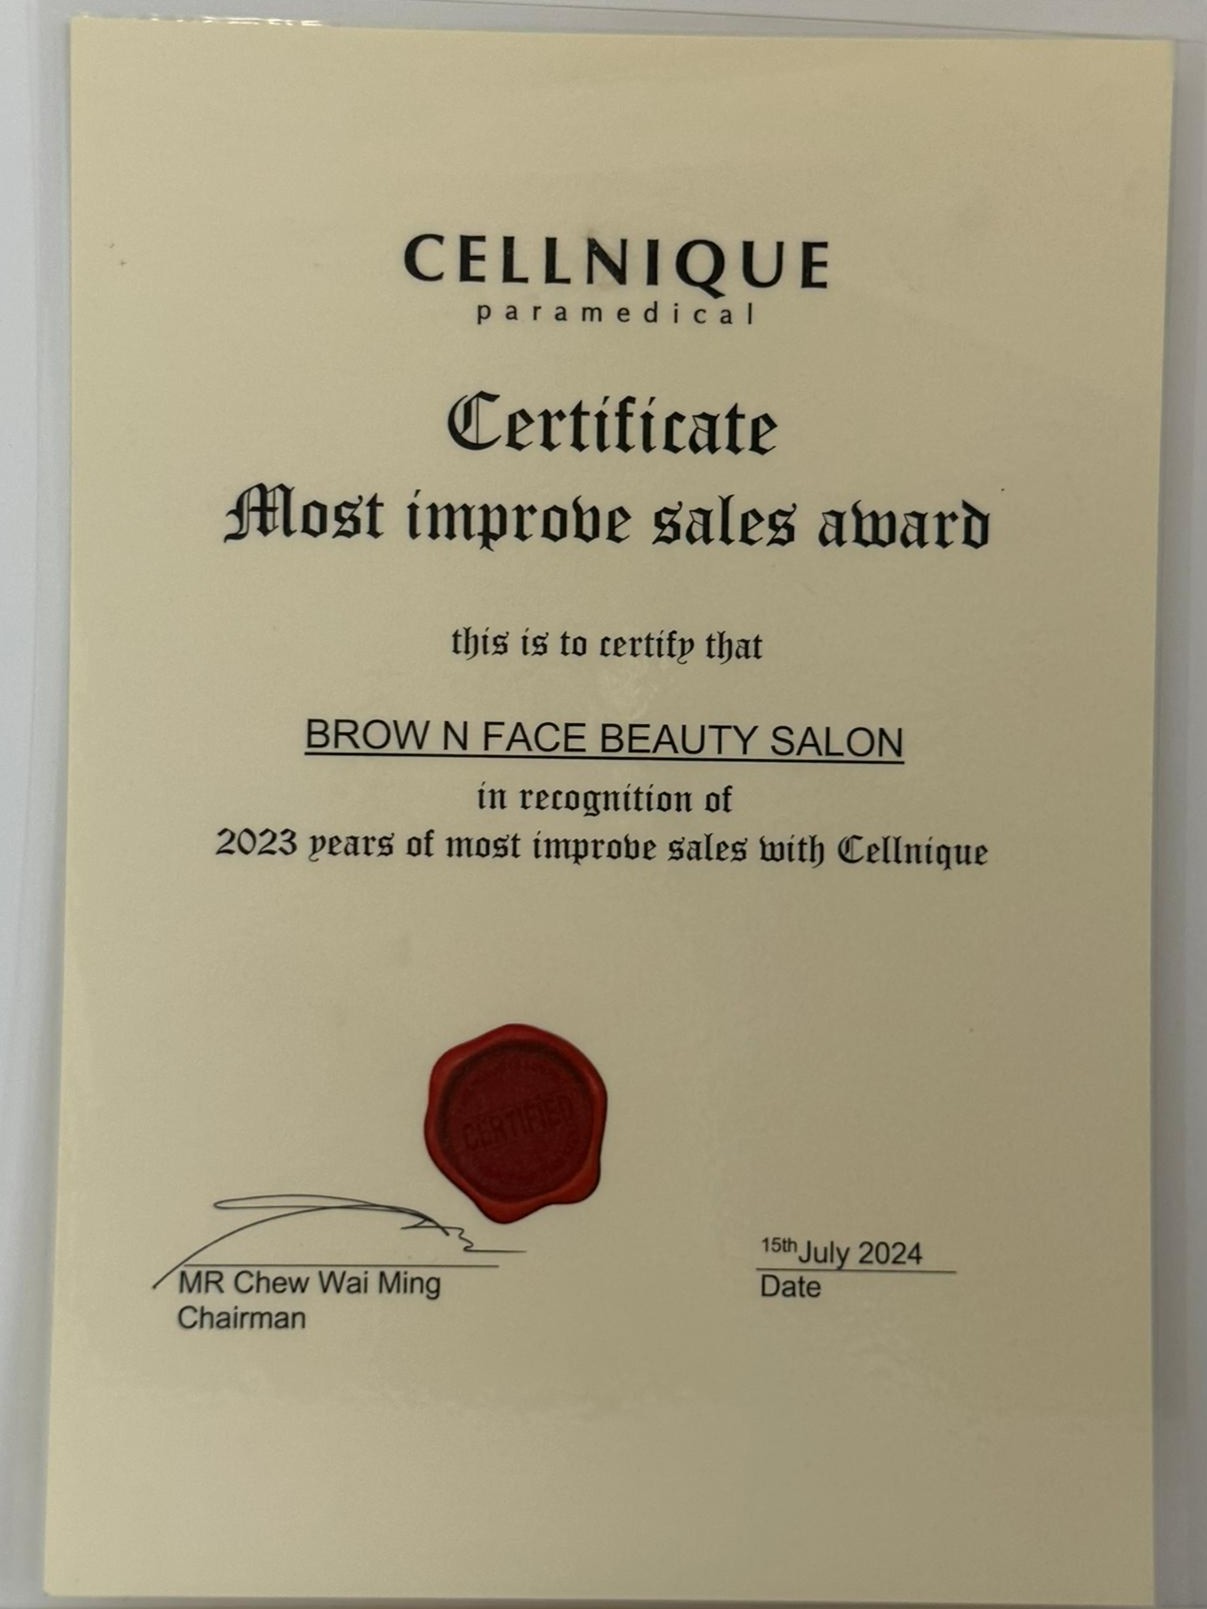 CELLNIQUE
paramedical
Certificate
Most improve sales award
this is to certify that
BROW N FACE BEAUTY SALON
in recognition of
2023 years of most improve sales with Cellnique
CERTIFIED
15th July 2024
MR Chew Wai Ming
Date
Chairman